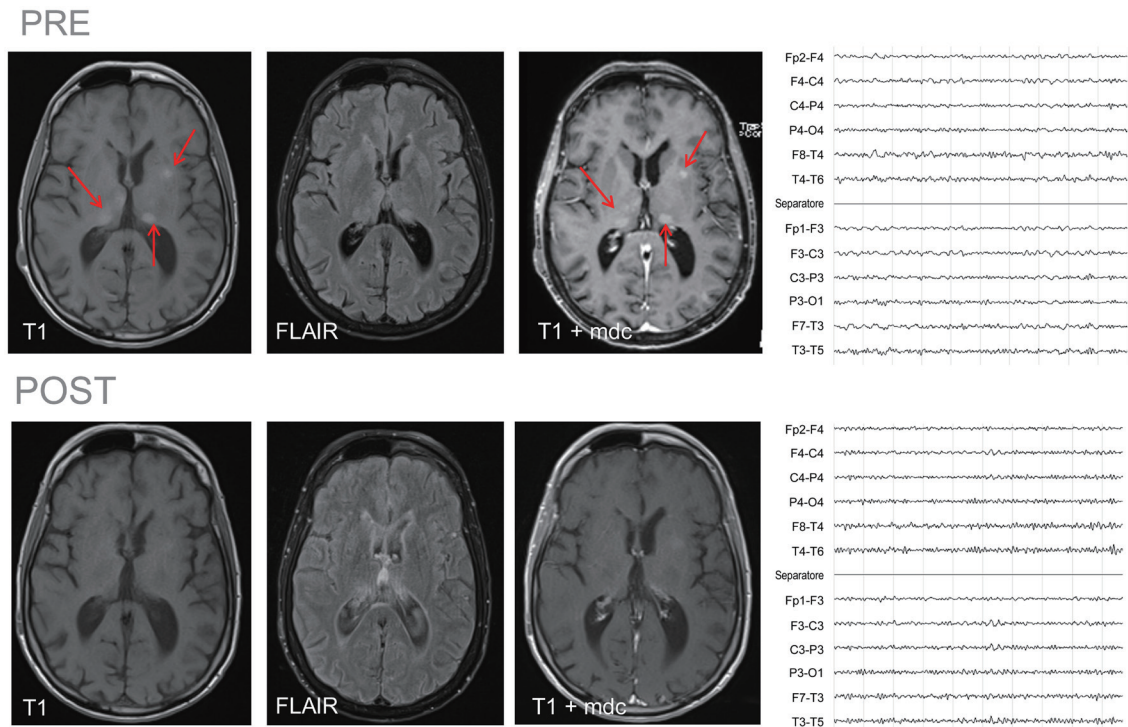 PRE
T1
FLAIR
T1 + mdc
Fp2-F4
F4-C4
C4-P4
P4-O4
F8-T4
T4-T6
Separatore
Fp1-F3
F3-C3
C3-P3
P3-O1
F7-T3
T3-T5
POST
T1
FLAIR
T1 + mdc
Fp2-F4
F4-C4
C4-P4
P4-O4
F8-T4
T4-T6
Separatore
Fp1-F3
F3-C3
C3-P3
P3-O1
F7-T3
T3-T5